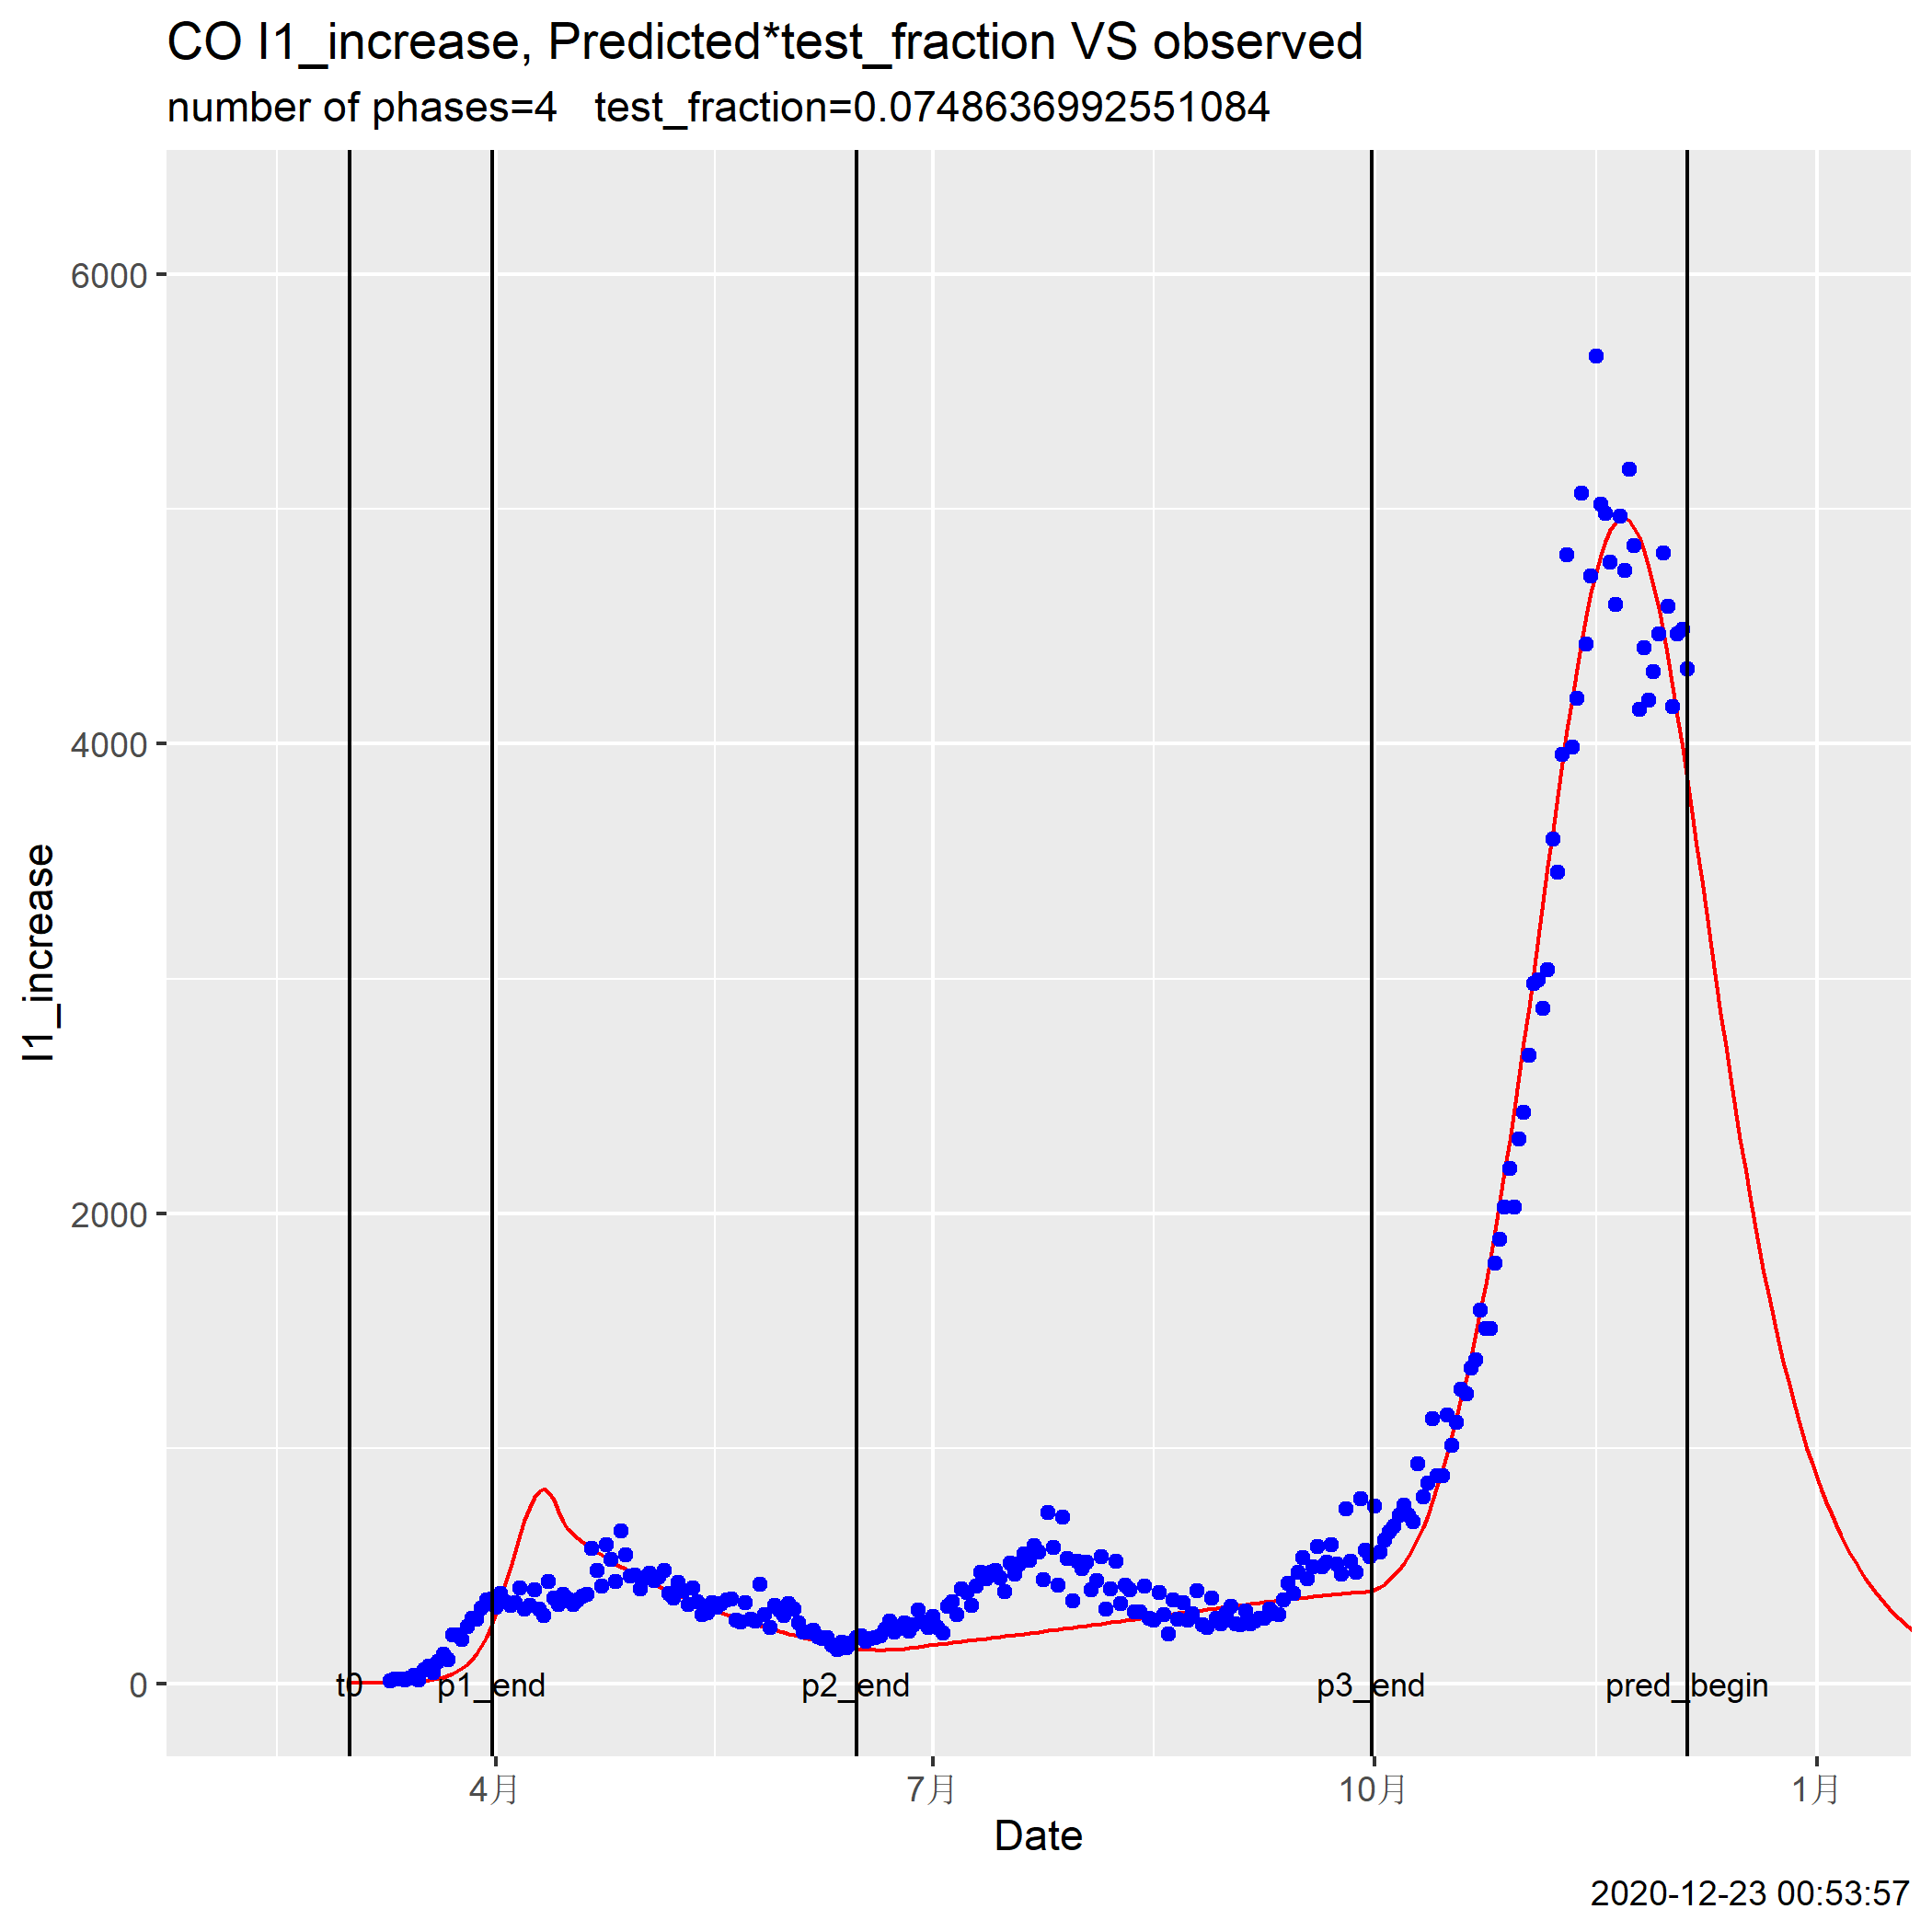 CO I1_increase, Predicted*test_fraction VS observed
number of phases=4   test_fraction=0.0748636992551084
I1_increase
6000
4000
2000
0
t0 p1_end p2_end p3_end pred_begin
4月 7月 10月 1月
Date
2020-12-23 00:53:57